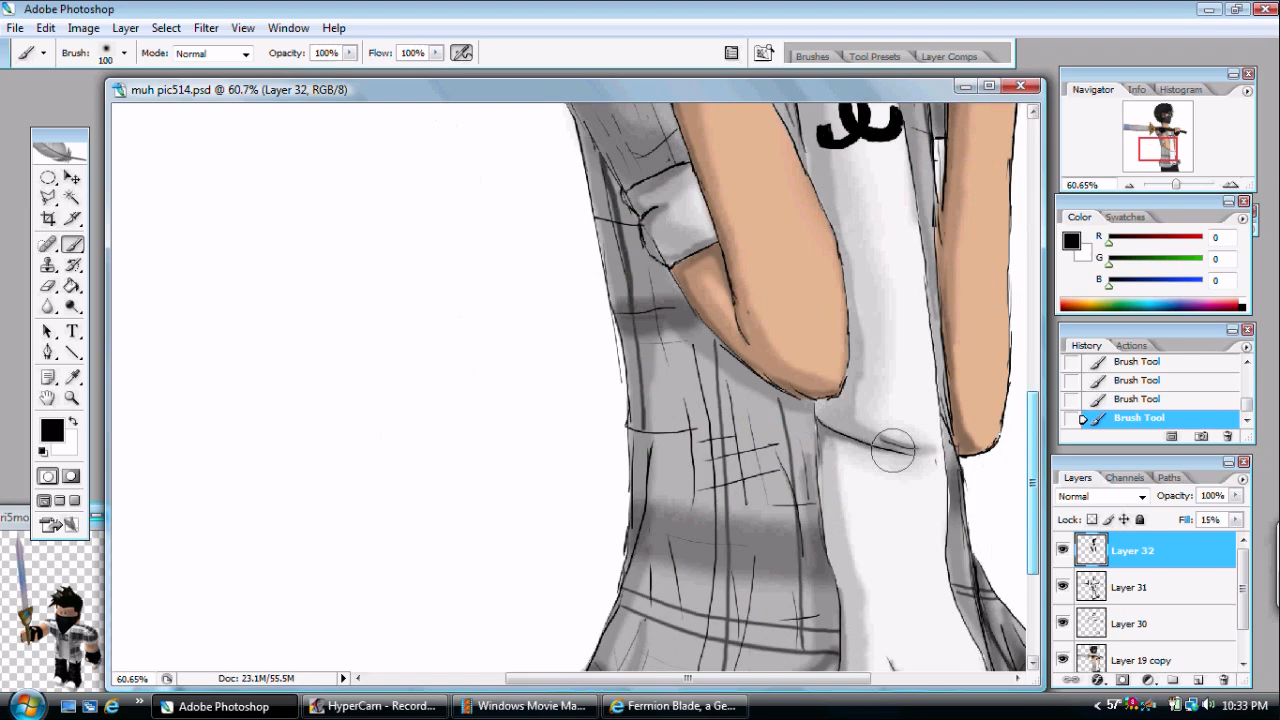 Adobe Photoshop
File Edit Image Layer Select Filter View Window Help
Brush: 100 Mode: Normal Opacity: 100% Flow: 100% Brushes Tool Presets Layer Comps
muh pic514.psd @ 60.7% (Layer 32, RGB/8)
Navigator Info Histogram
60.65%
Color Swatches
R 0
G 0
B 0
History Actions
Brush Tool
Brush Tool
Brush Tool
Brush Tool
Layers Channels Paths
Normal Opacity: 100%
Lock: Fill: 15%
Layer 32
Layer 31
Layer 30
Layer 19 copy
T
ri5mo
60.65% Doc: 23.1M/55.5M
» Adobe Photoshop HyperCam - Record... Windows Movie Ma... Fermion Blade, a Ge... 57° 10:33 PM